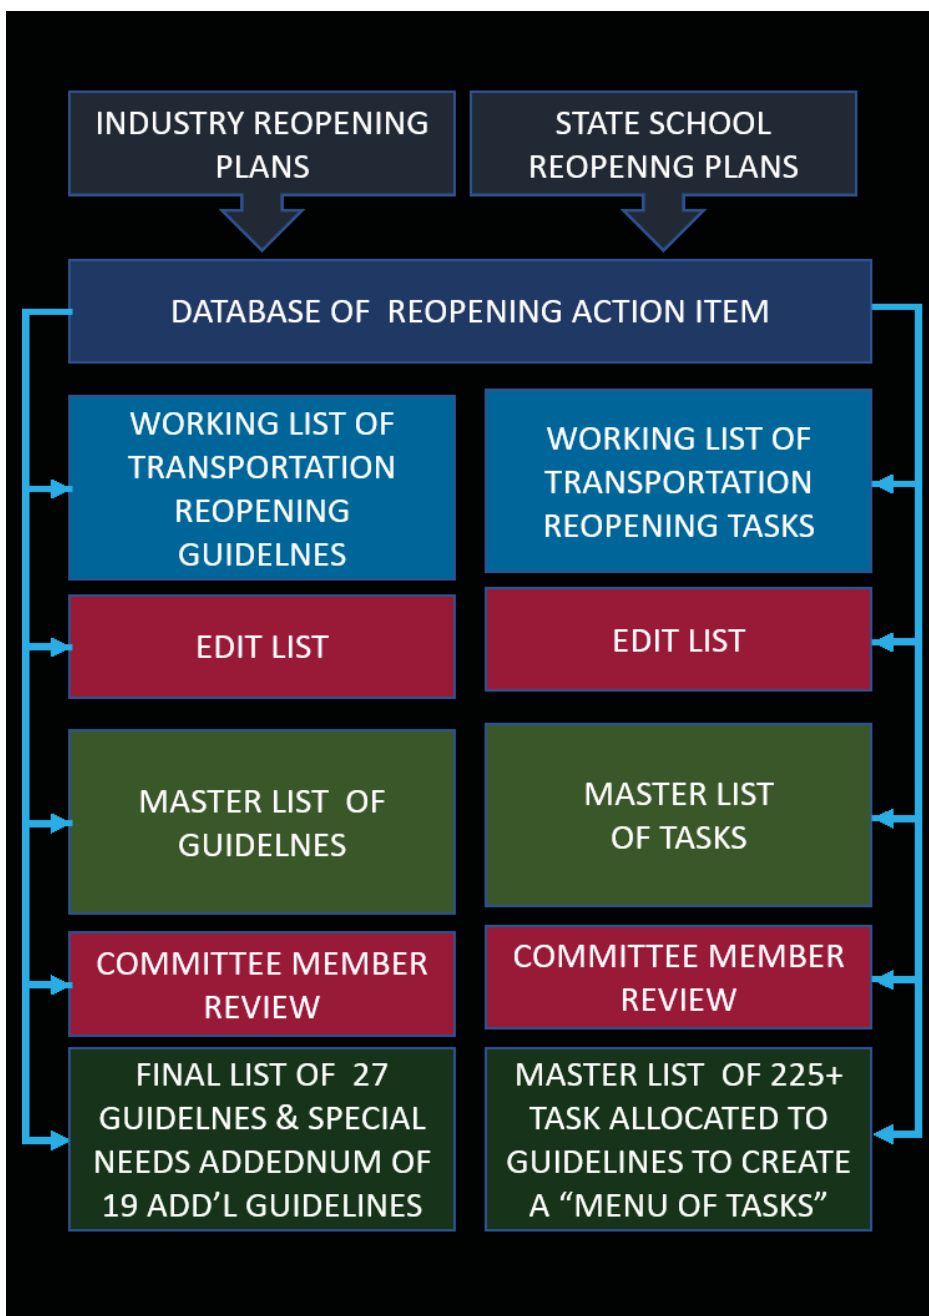 INDUSTRY REOPENING
PLANS
STATE SCHOOL
REOPENNG PLANS
DATABASE OF REOPENING ACTION ITEM
WORKING LIST OF
TRANSPORTATION
REOPENING
GUIDELNES
WORKING LIST OF
TRANSPORTATION
REOPENING TASKS
EDIT LIST
EDIT LIST
MASTER LIST OF
GUIDELNES
MASTER LIST
OF TASKS
COMMITTEE MEMBER
REVIEW
COMMITTEE MEMBER
REVIEW
FINAL LIST OF 27
GUIDELNES & SPECIAL
NEEDS ADDEDNUM OF
19 ADD’L GUIDELINES
MASTER LIST OF 225+
TASK ALLOCATED TO
GUIDELINES TO CREATE
A “MENU OF TASKS”